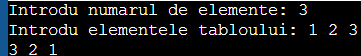 Introdu numarul de elemente: 3
Introdu elementele tabloului: 1 2 3
3 2 1